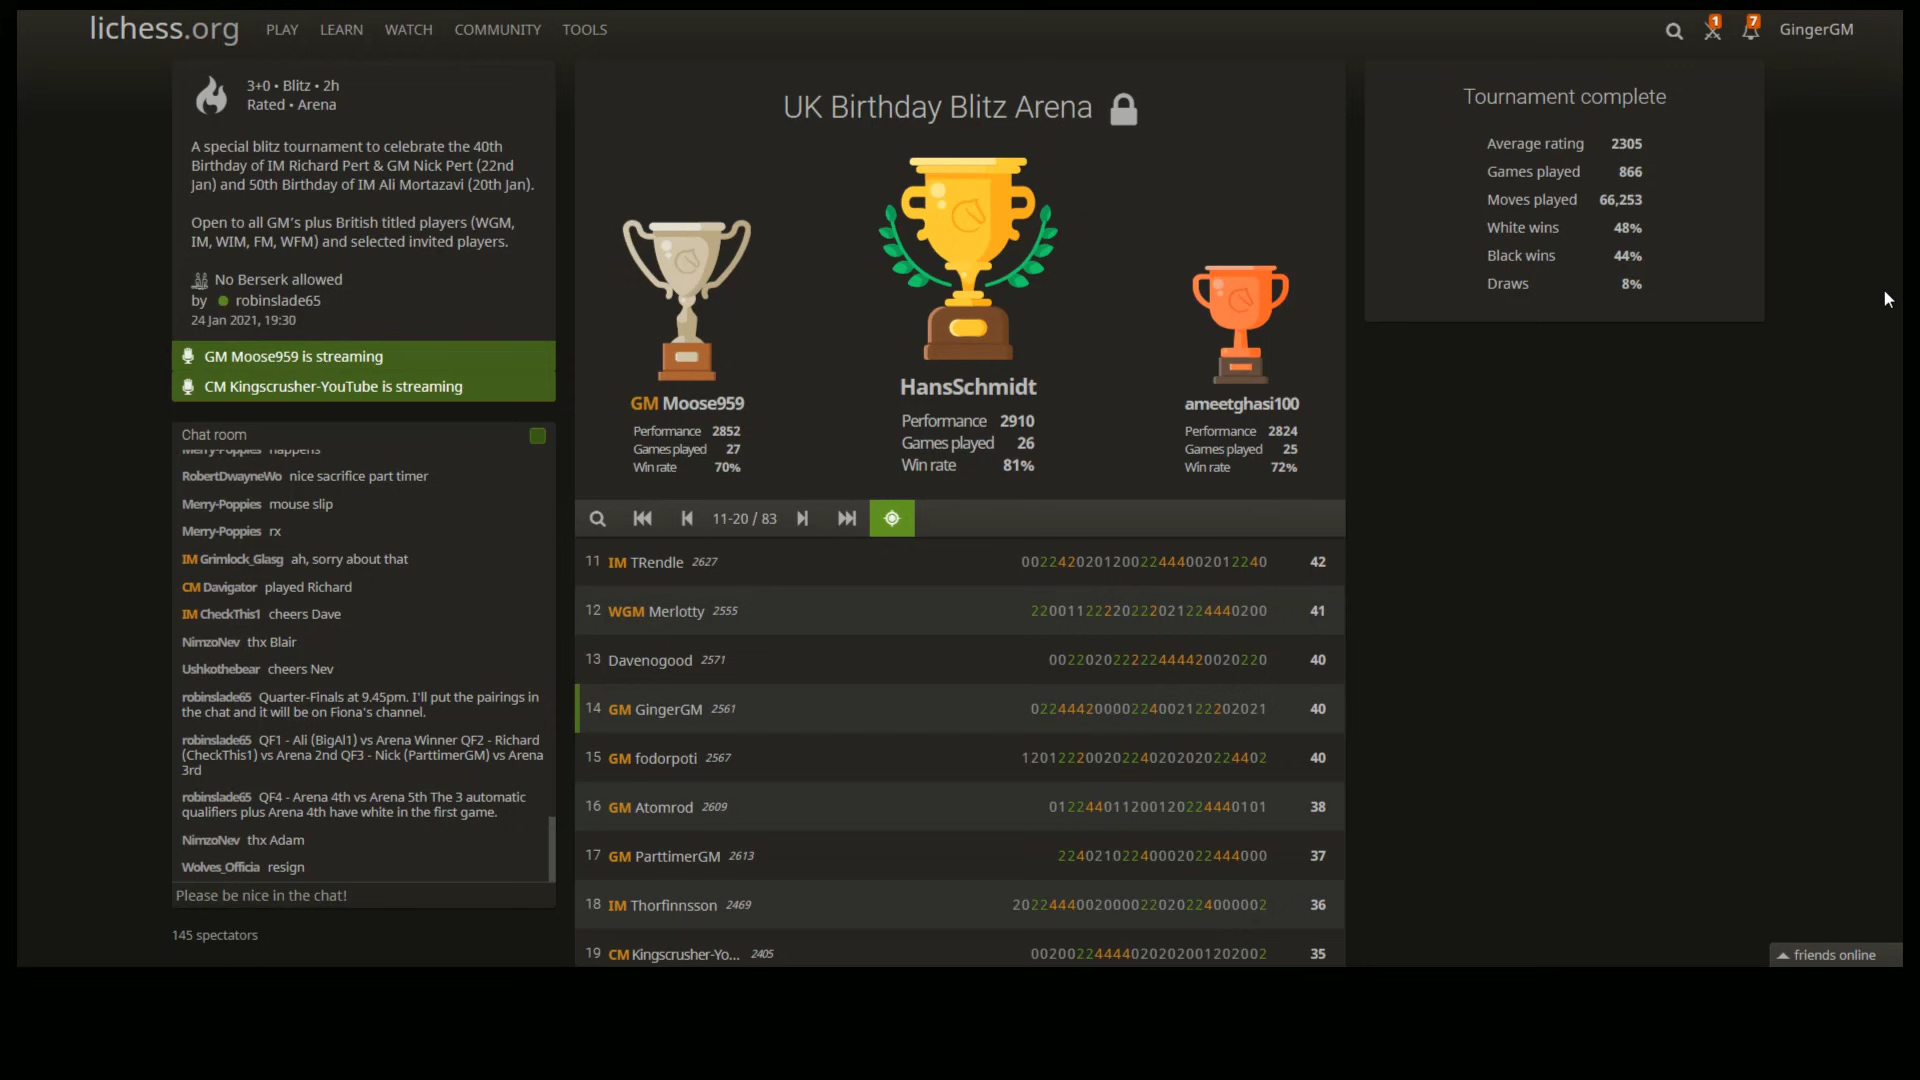 lichess.org PLAY LEARN WATCH COMMUNITY TOOLS 1 7 GingerGM
3+0 • Blitz • 2h
Rated • Arena
A special blitz tournament to celebrate the 40th
Birthday of IM Richard Pert & GM Nick Pert (22nd
Jan) and 50th Birthday of IM Ali Mortazavi (20th Jan).
Open to all GM's plus British titled players (WGM,
IM, WIM, FM, WFM) and selected invited players.
No Berserk allowed
by robinslade65
24 Jan 2021, 19:30
GM Moose959 is streaming
CM Kingscrusher-YouTube is streaming
Chat room
Merry-Poppies happens
RobertDwayneWo nice sacrifice part timer
Merry-Poppies mouse slip
Merry-Poppies rx
IM Grimlock_Glasg ah, sorry about that
CM Davigator played Richard
IM CheckThis1 cheers Dave
NimzoNev thx Blair
Ushkothebear cheers Nev
robinslade65 Quarter-Finals at 9.45pm. I'll put the pairings in
the chat and it will be on Fiona's channel.
robinslade65 QF1 - Ali (BigAl1) vs Arena Winner QF2 - Richard
(CheckThis1) vs Arena 2nd QF3 - Nick (ParttimerGM) vs Arena
3rd
robinslade65 QF4 - Arena 4th vs Arena 5th The 3 automatic
qualifiers plus Arena 4th have white in the first game.
NimzoNev thx Adam
Wolves_Officia resign
Please be nice in the chat!
145 spectators
UK Birthday Blitz Arena
GM Moose959
Performance 2852
Games played 27
Win rate 70%
HansSchmidt
Performance 2910
Games played 26
Win rate 81%
ameetghasi100
Performance 2824
Games played 25
Win rate 72%
11-20 / 83
11 IM TRendle 2627 002242020120022444002012240 42
12 WGM Merlotty 2555 22001122220222021224440200 41
13 Davenogood 2571 002202022222444420020220 40
14 GM GingerGM 2561 02244420000224002122202021 40
15 GM fodorpoti 2567 120122200202240202020224402 40
16 GM Atomrod 2609 012244011200120224440101 38
17 GM ParttimerGM 2613 22402102240002022444000 37
18 IM Thorfinnsson 2469 2022444002000022020224000002 36
19 CM Kingscrusher-Yo... 2405 00200224444020202001202002 35
Tournament complete
Average rating 2305
Games played 866
Moves played 66,253
White wins 48%
Black wins 44%
Draws 8%
friends online